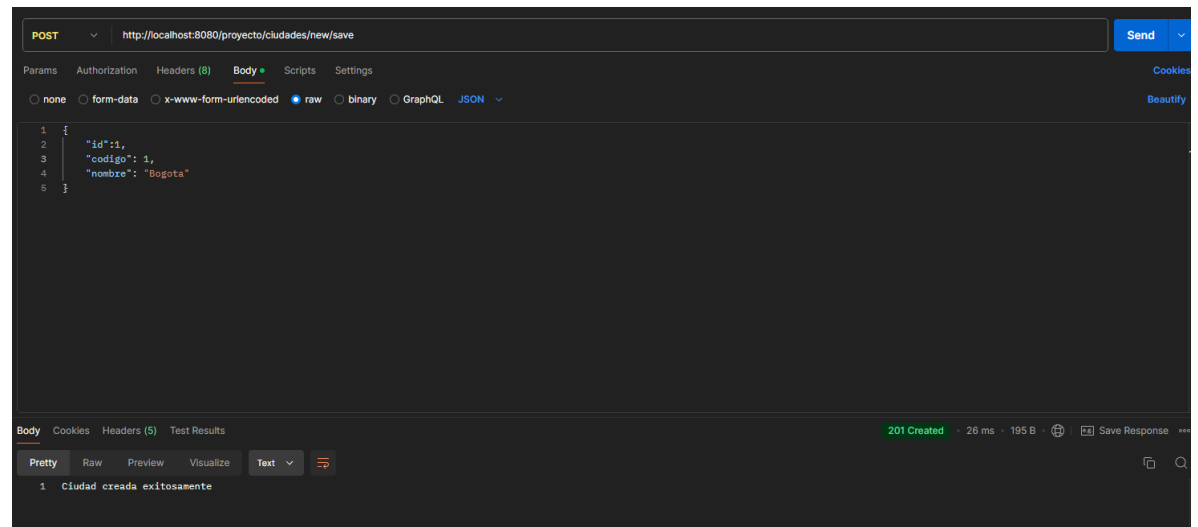 POST http://localhost:8080/proyecto/ciudades/new/save Send
Params Authorization Headers (8) Body Scripts Settings Cookies
none form-data x-www-form-urlencoded raw binary GraphQL JSON Beautify
1 {
2 "id":1,
3 "codigo": 1,
4 "nombre": "Bogota"
5 }
Body Cookies Headers (5) Test Results 201 Created 26 ms 195 B Save Response
Pretty Raw Preview Visualize Text
1 Ciudad creada exitosamente